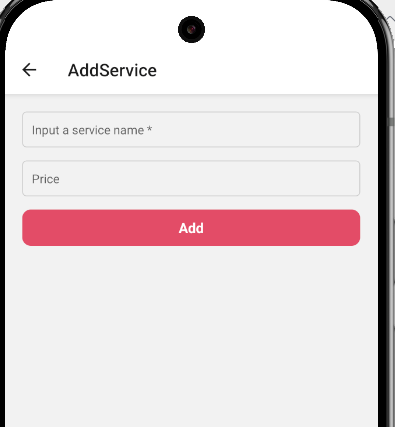 AddService
Input a service name *
Price
Add